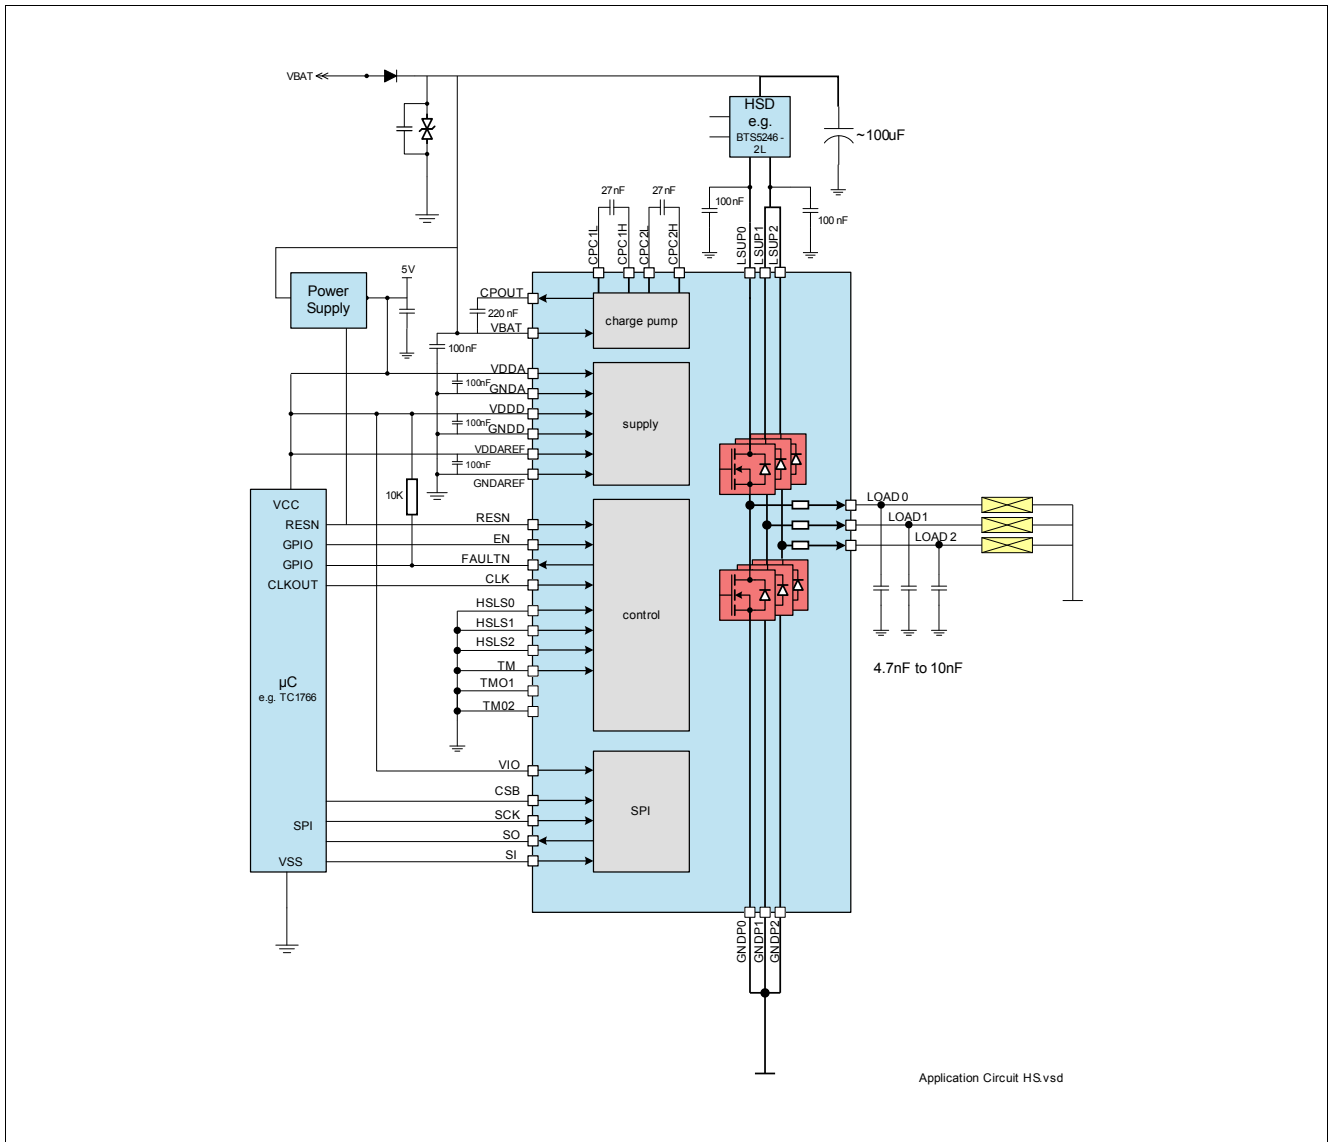 VBAT
HSD
e.g.
BTS5246 -
2L
~100uF
27nF
27nF
100nF
100 nF
CPC1L
CPC1H
CPC2L
CPC2H
LSUP0
LSUP1
LSUP2
Power
Supply
5V
CPOUT
220 nF
VBAT
100nF
charge pump
VDDA
100nF
GNDA
VDDD
100nF
GNDD
VDDAREF
100nF
GNDAREF
supply
10K
VCC
RESN
GPIO
GPIO
CLKOUT
µC
e.g. TC1766
SPI
VSS
RESN
EN
FAULTN
CLK
HSLS0
HSLS1
HSLS2
TM
TMO1
TM02
control
VIO
CSB
SCK
SO
SI
SPI
LOAD0
LOAD1
LOAD2
4.7nF to 10nF
GNDP0
GNDP1
GNDP2
Application Circuit HS.vsd